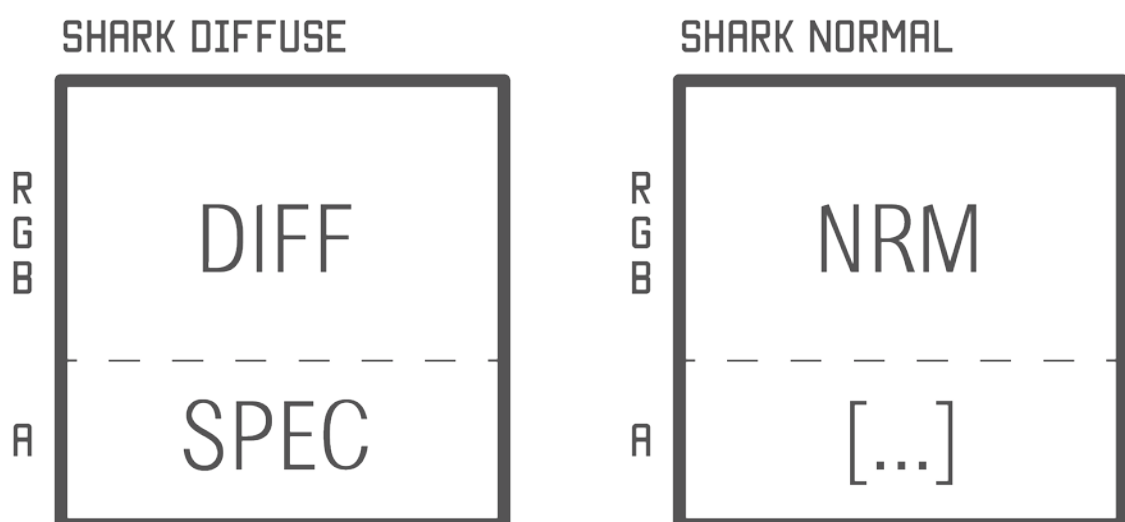 SHARK DIFFUSE
R
G
B
DIFF
A
SPEC
SHARK NORMAL
R
G
B
NRM
A
[...]